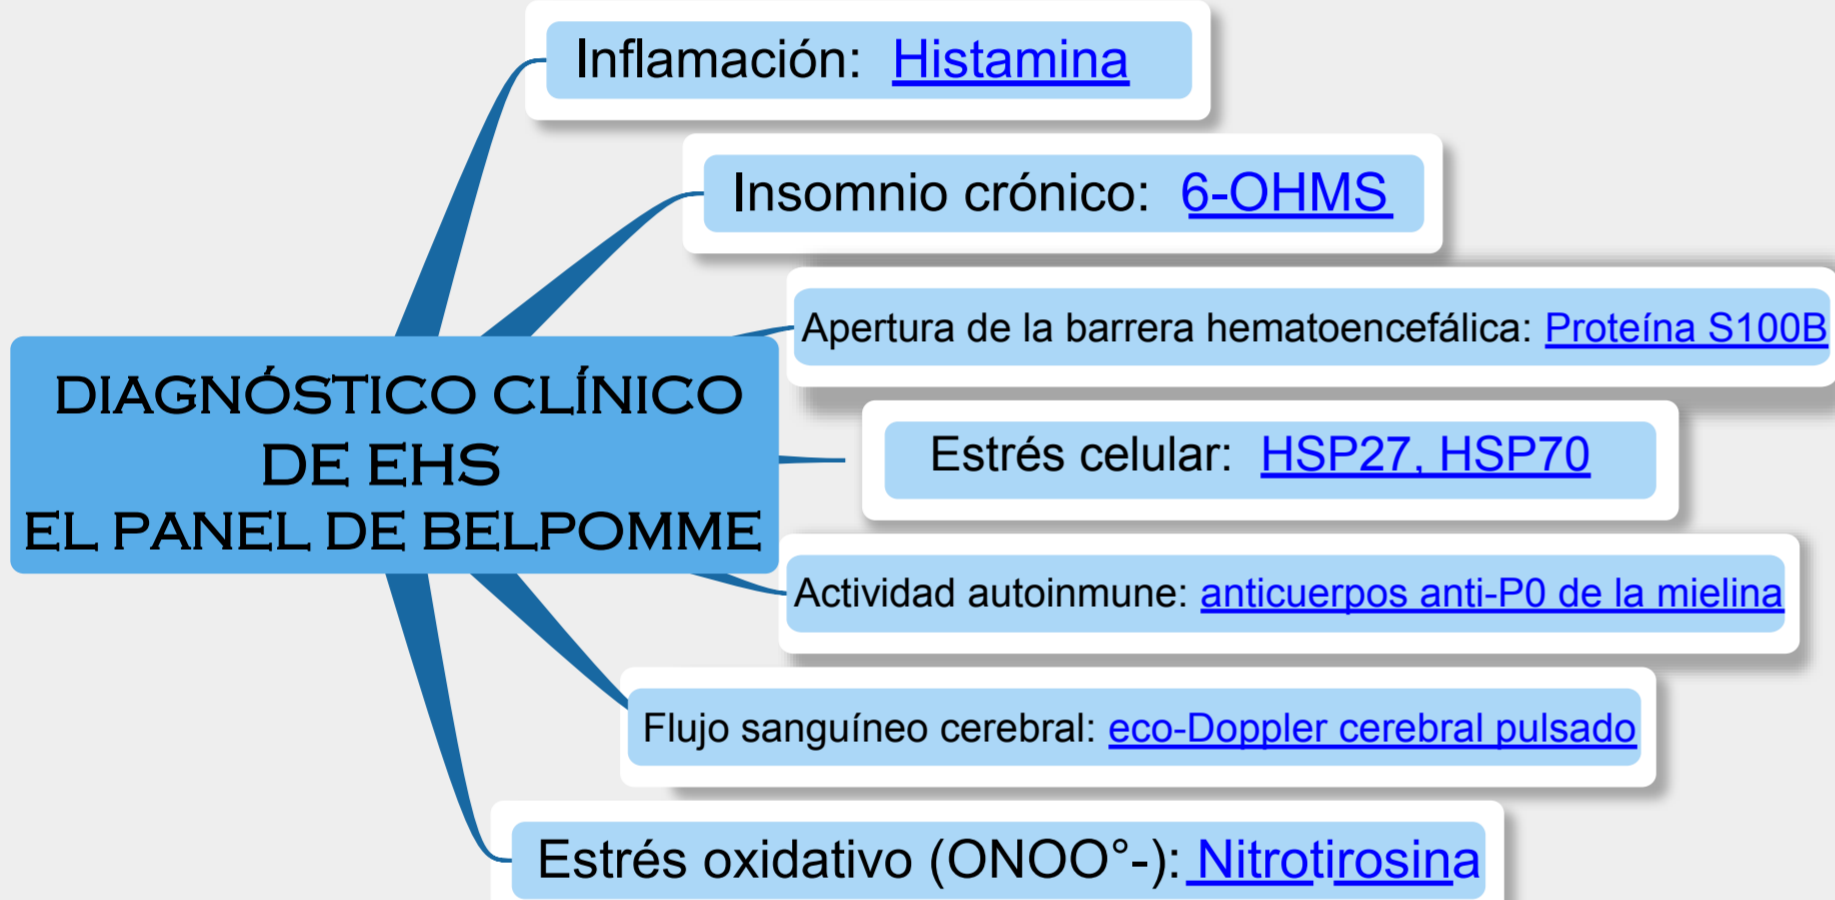 Inflamación: Histamina
Insomnio crónico: 6-OHMS
Apertura de la barrera hematoencefálica: Proteína S100B
DIAGNÓSTICO CLÍNICO
DE EHS
EL PANEL DE BELPOMME
Estrés celular: HSP27, HSP70
Actividad autoinmune: anticuerpos anti-P0 de la mielina
Flujo sanguíneo cerebral: eco-Doppler cerebral pulsado
Estrés oxidativo (ONOO°-): Nitrotirosina